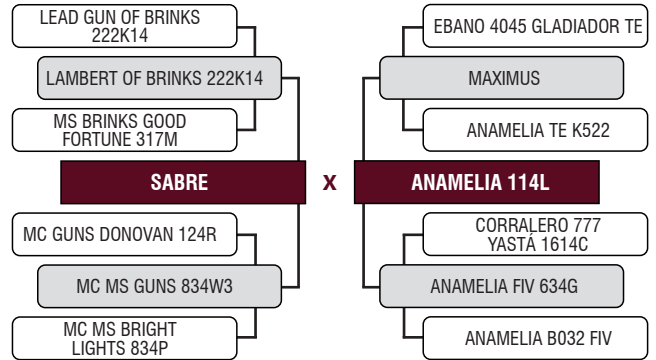 LEAD GUN OF BRINKS
222K14
LAMBERT OF BRINKS 222K14
MS BRINKS GOOD
FORTUNE 317M
SABRE
MC GUNS DONOVAN 124R
MC MS GUNS 834W3
MC MS BRIGHT
LIGHTS 834P
X
EBANO 4045 GLADIADOR TE
MAXIMUS
ANAMELIA TE K522
ANAMELIA 114L
CORRALERO 777
YASTÁ 1614C
ANAMELIA FIV 634G
ANAMELIA B032 FIV